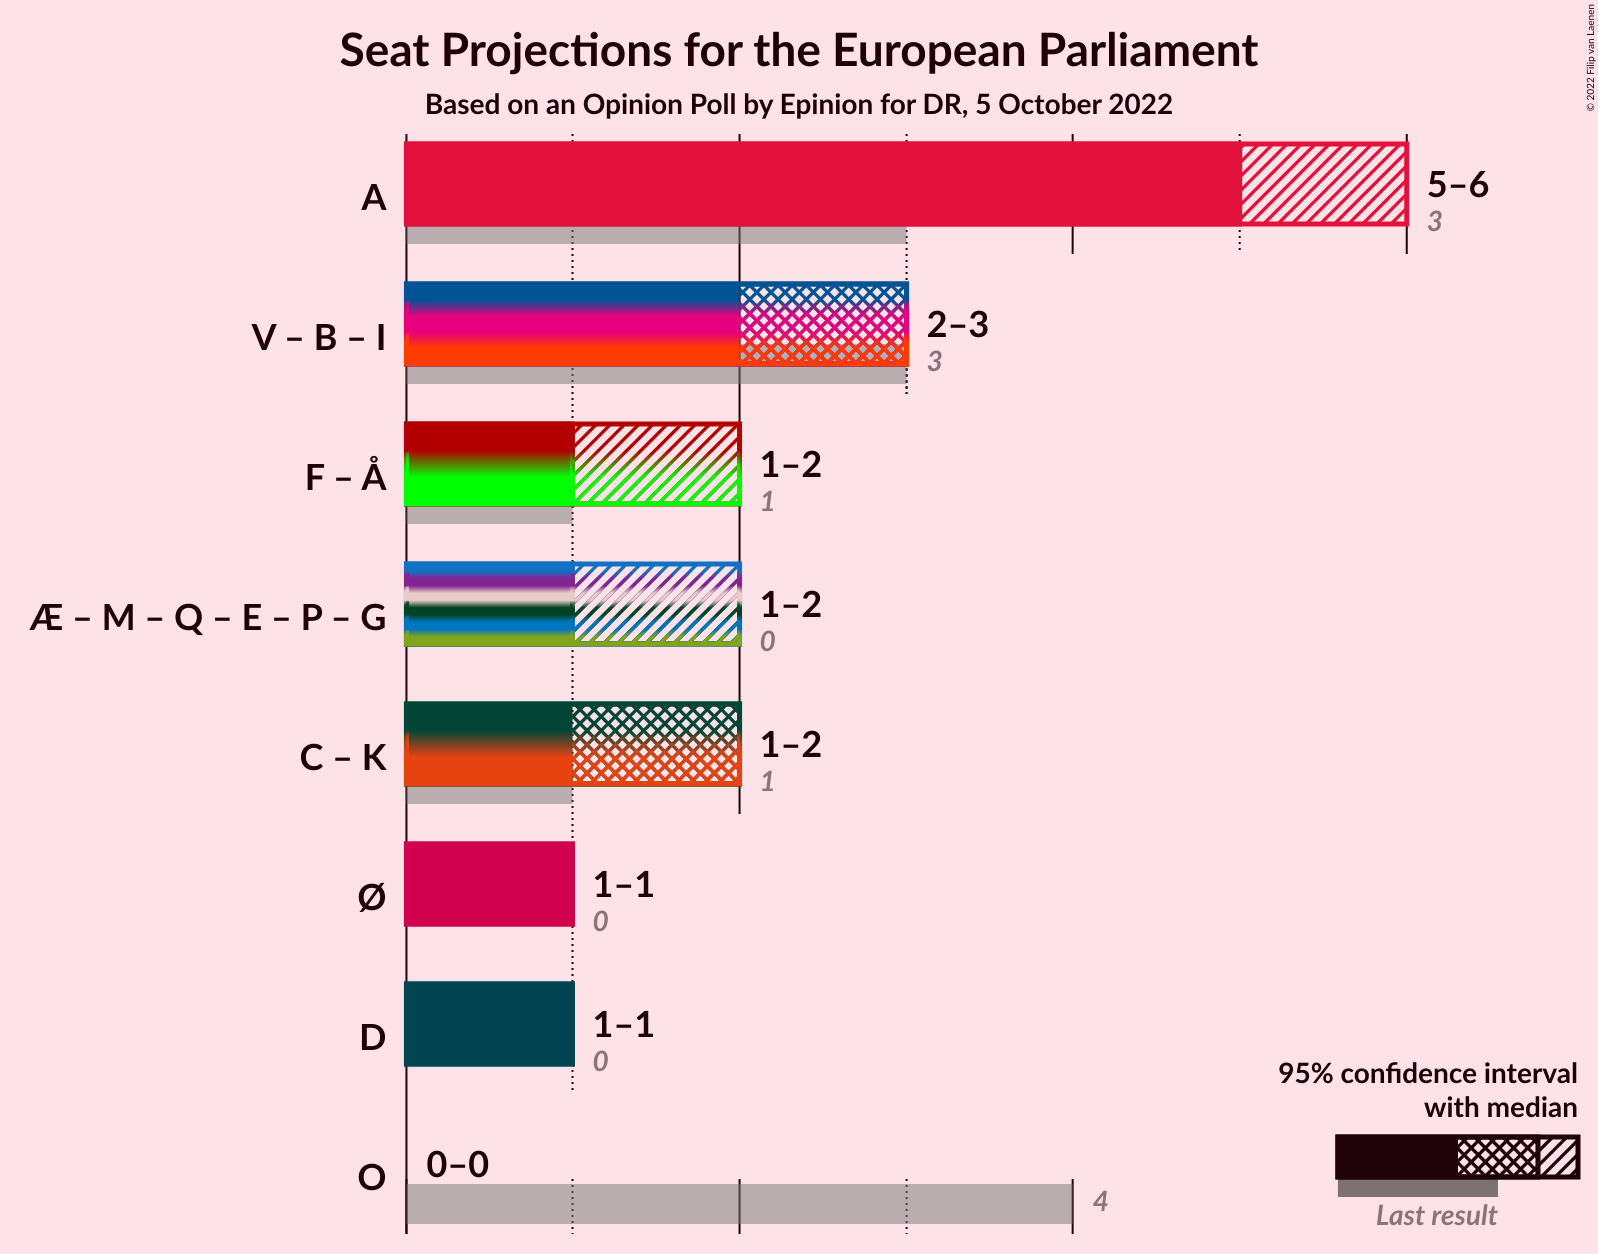 Seat Projections for the European Parliament
Based on an Opinion Poll by Epinion for DR, 5 October 2022
© 2022 Filip van Laenen
A
5–6
3
V – B – I
2–3
3
F – Å
1–2
1
Æ – M – Q – E – P – G
1–2
0
C – K
1–2
1
Ø
1–1
0
D
1–1
0
O
0–0
4
95% confidence interval
with median
Last result